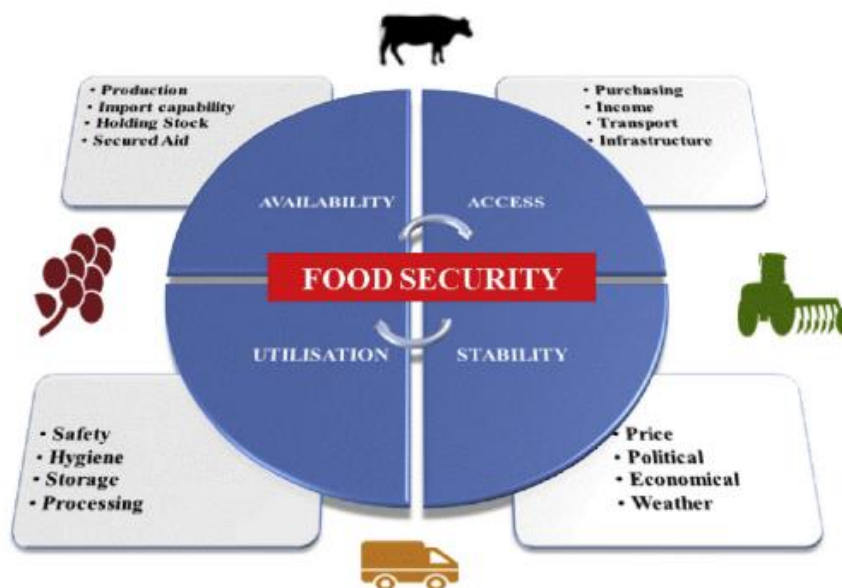 • Production
• Import capability
• Holding Stock
• Secured Aid
• Purchasing
• Income
• Transport
• Infrastructure
AVAILABILITY
ACCESS
FOOD SECURITY
UTILISATION
STABILITY
• Safety
• Hygiene
• Storage
• Processing
• Price
• Political
• Economical
• Weather